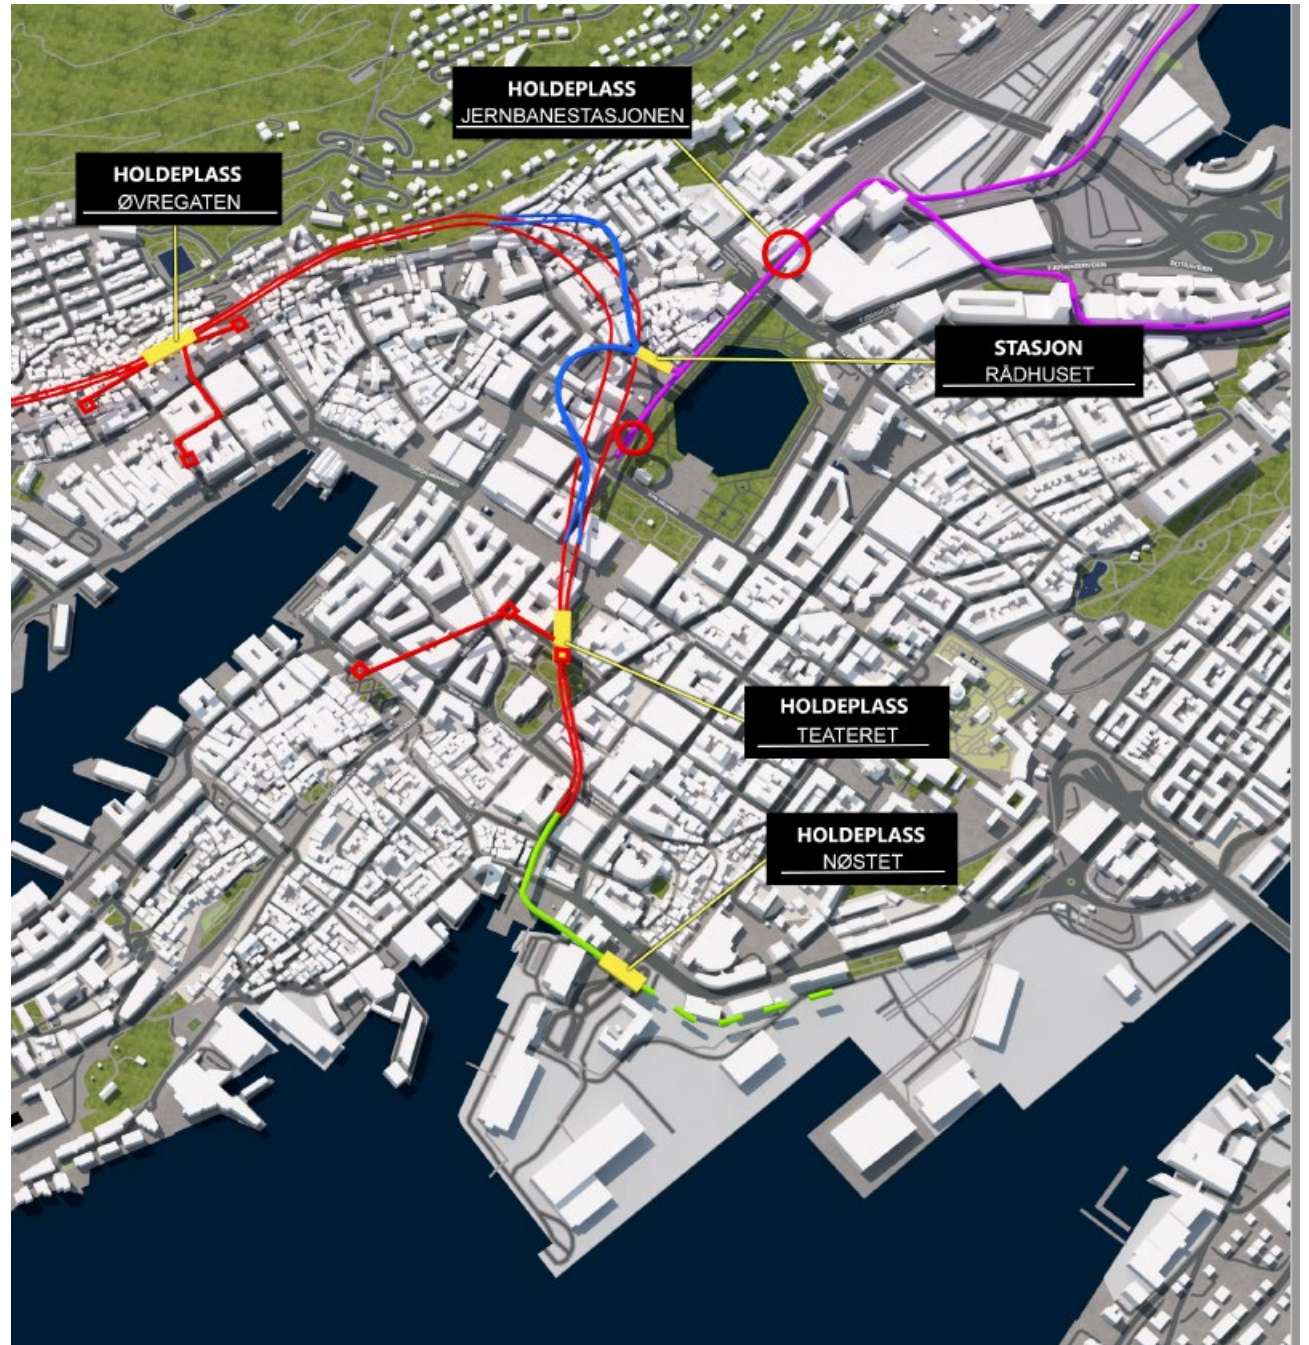 HOLDEPLASS
JERNBANESTASJONEN
HOLDEPLASS
ØVREGATEN
STASJON
RÅDHUSET
HOLDEPLASS
TEATERET
HOLDEPLASS
NØSTET